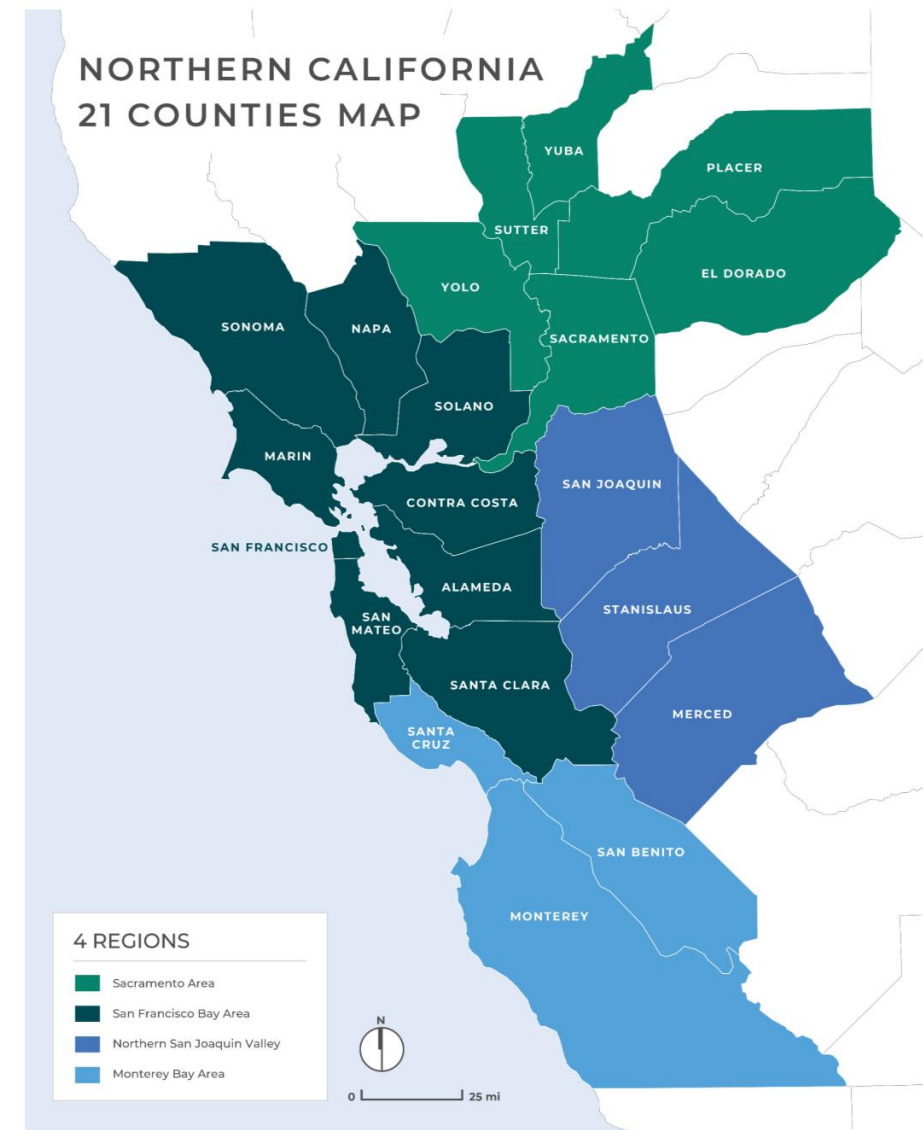 NORTHERN CALIFORNIA
21 COUNTIES MAP
YUBA
PLACER
SUTTER
EL DORADO
YOLO
SONOMA
NAPA
SACRAMENTO
SOLANO
MARIN
SAN JOAQUIN
CONTRA COSTA
SAN FRANCISCO
ALAMEDA
STANISLAUS
SAN
MATEO
SANTA CLARA
MERCED
SANTA
CRUZ
SAN BENITO
MONTEREY
4 REGIONS
Sacramento Area
San Francisco Bay Area
Northern San Joaquin Valley
Monterey Bay Area
N
0 25 mi